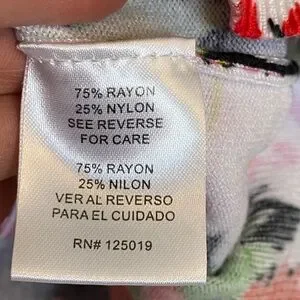 75% RAYON
25% NYLON
SEE REVERSE
FOR CARE
75% RAYON
25% NILON
VER AL REVERSO
PARA EL CUIDADO
RN# 125019